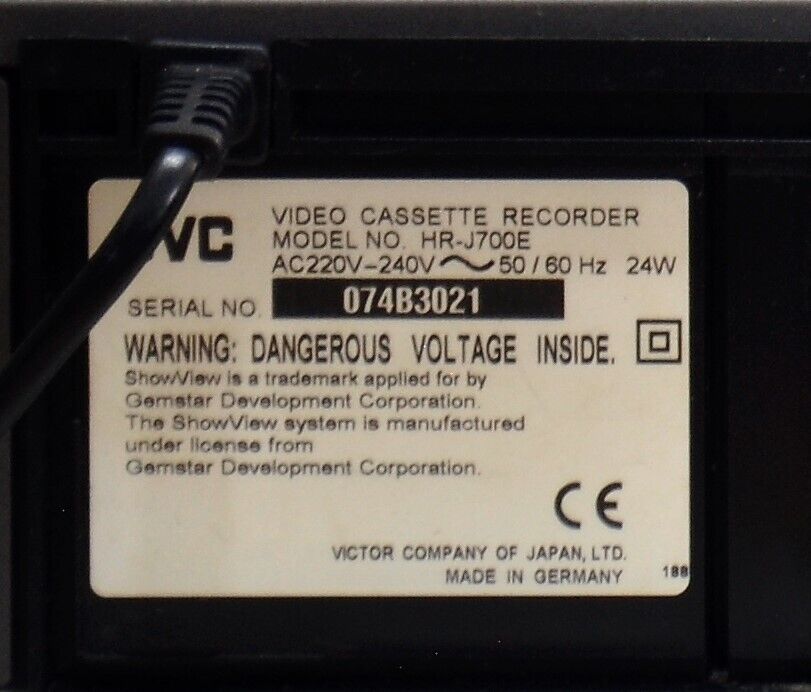 JVC
VIDEO CASSETTE RECORDER
MODEL NO. HR-J700E
AC220V–240V ~ 50 / 60 Hz 24W
SERIAL NO. 074B3021
WARNING: DANGEROUS VOLTAGE INSIDE.
ShowView is a trademark applied for by
Gemstar Development Corporation.
The ShowView system is manufactured
under license from
Gemstar Development Corporation.
CE
VICTOR COMPANY OF JAPAN, LTD.
MADE IN GERMANY 188